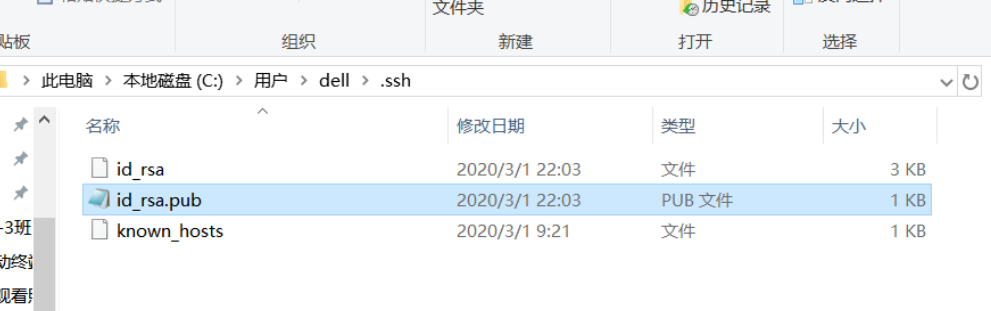 文件夹
历史记录
贴板 组织 新建 打开 选择
此电脑 > 本地磁盘 (C:) > 用户 > dell > .ssh
名称 修改日期 类型 大小
id_rsa 2020/3/1 22:03 文件 3 KB
id_rsa.pub 2020/3/1 22:03 PUB 文件 1 KB
known_hosts 2020/3/1 9:21 文件 1 KB
-3班
动终端
观看